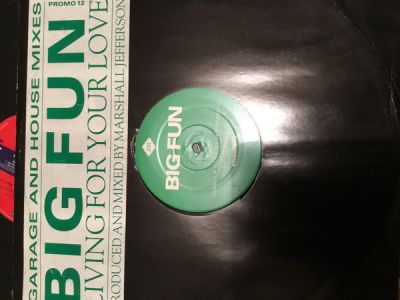 PROMO 12
GARAGE AND HOUSE MIXES
BIG FUN
LIVING FOR YOUR LOVE
PRODUCED AND MIXED BY MARSHALL JEFFERSON
BIG FUN